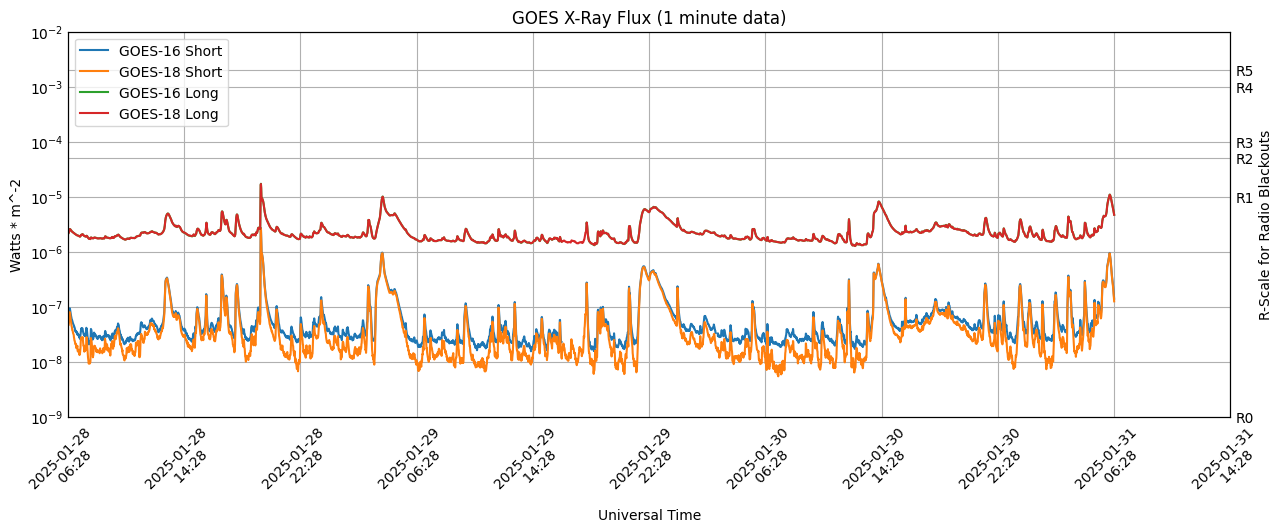 GOES X-Ray Flux (1 minute data)
GOES-16 Short
GOES-18 Short
GOES-16 Long
GOES-18 Long
Watts * m^-2
10⁻²
10⁻³
10⁻⁴
10⁻⁵
10⁻⁶
10⁻⁷
10⁻⁸
10⁻⁹
R5
R4
R3
R2
R1
R0
R-Scale for Radio Blackouts
2025-01-28
06:28
2025-01-28
14:28
2025-01-28
22:28
2025-01-29
06:28
2025-01-29
14:28
2025-01-29
22:28
2025-01-30
06:28
2025-01-30
14:28
2025-01-30
22:28
2025-01-31
06:28
2025-01-31
14:28
Universal Time